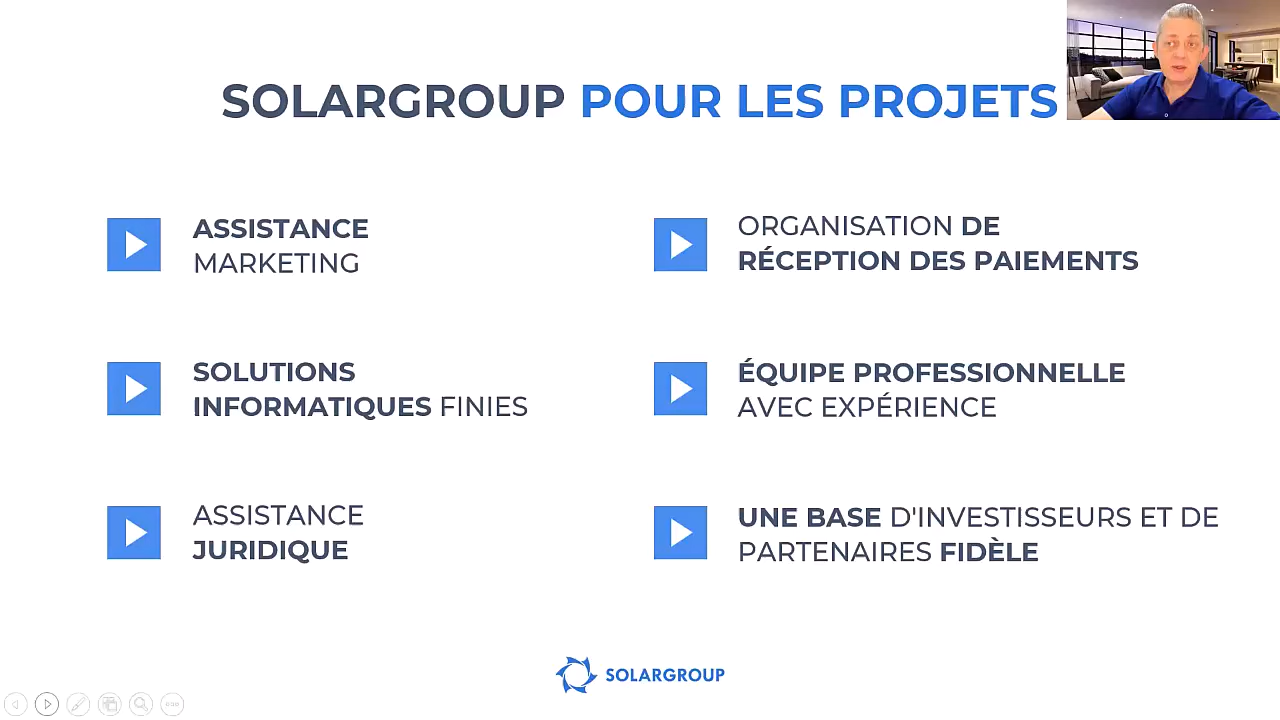 SOLARGROUP POUR LES PROJETS
ASSISTANCE
MARKETING
ORGANISATION DE
RÉCEPTION DES PAIEMENTS
SOLUTIONS
INFORMATIQUES FINIES
ÉQUIPE PROFESSIONNELLE
AVEC EXPÉRIENCE
ASSISTANCE
JURIDIQUE
UNE BASE D'INVESTISSEURS ET DE
PARTENAIRES FIDÈLE
SOLARGROUP